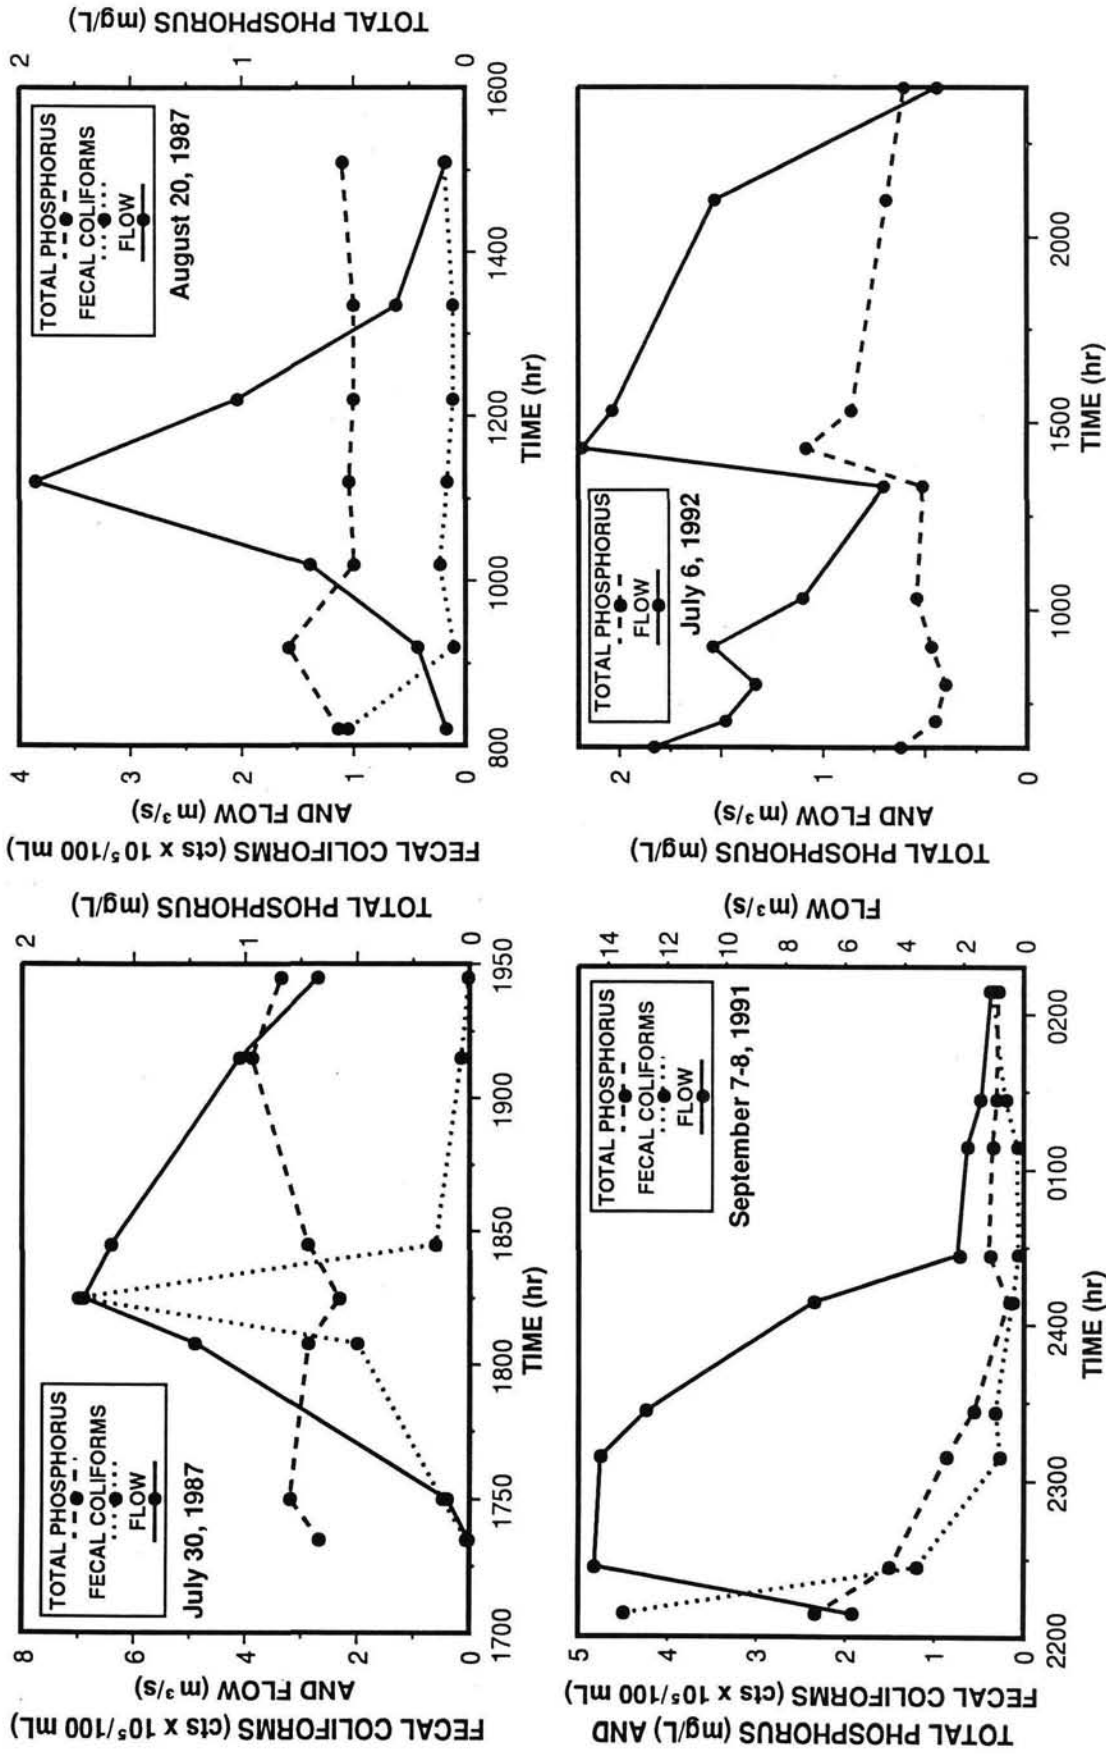 FECAL COLIFORMS (cts x 10⁵/100 mL)
AND FLOW (m³/s)
8
6
4
2
0
TOTAL PHOSPHORUS
FECAL COLIFORMS
FLOW
July 30, 1987
1700
1750
1800
1850
1900
1950
TIME (hr)
2
1
0
TOTAL PHOSPHORUS (mg/L)
FECAL COLIFORMS (cts x 10⁵/100 mL)
AND FLOW (m³/s)
4
3
2
1
0
TOTAL PHOSPHORUS
FECAL COLIFORMS
FLOW
August 20, 1987
800
1000
1200
1400
1600
TIME (hr)
2
1
0
TOTAL PHOSPHORUS (mg/L)
TOTAL PHOSPHORUS (mg/L) AND
FECAL COLIFORMS (cts x 10⁵/100 mL)
5
4
3
2
1
0
TOTAL PHOSPHORUS
FECAL COLIFORMS
FLOW
September 7-8, 1991
2200
2300
2400
0100
0200
TIME (hr)
14
12
10
8
6
4
2
0
FLOW (m³/s)
TOTAL PHOSPHORUS (mg/L)
AND FLOW (m³/s)
2
1
0
TOTAL PHOSPHORUS
FLOW
July 6, 1992
1000
1500
2000
TIME (hr)